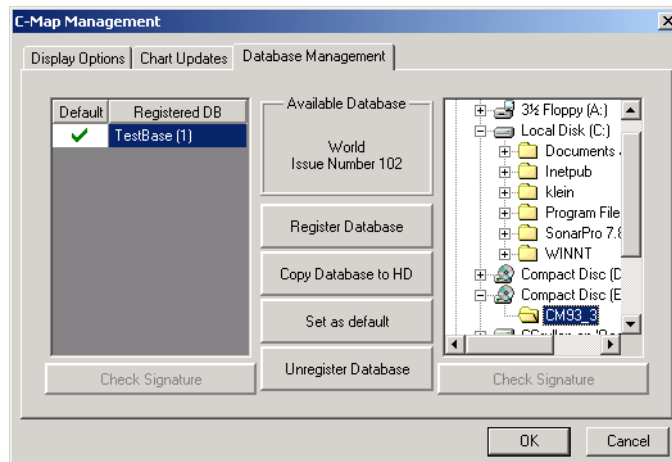 C-Map Management
Display Options
Chart Updates
Database Management
Default
Registered DB
TestBase (1)
Check Signature
Available Database
World
Issue Number 102
Register Database
Copy Database to HD
Set as default
Unregister Database
3½ Floppy (A:)
Local Disk (C:)
Documents
Inetpub
klein
Program File
SonarPro 7.8
WINNT
Compact Disc (D
Compact Disc (E
CM93_3
Check Signature
OK
Cancel